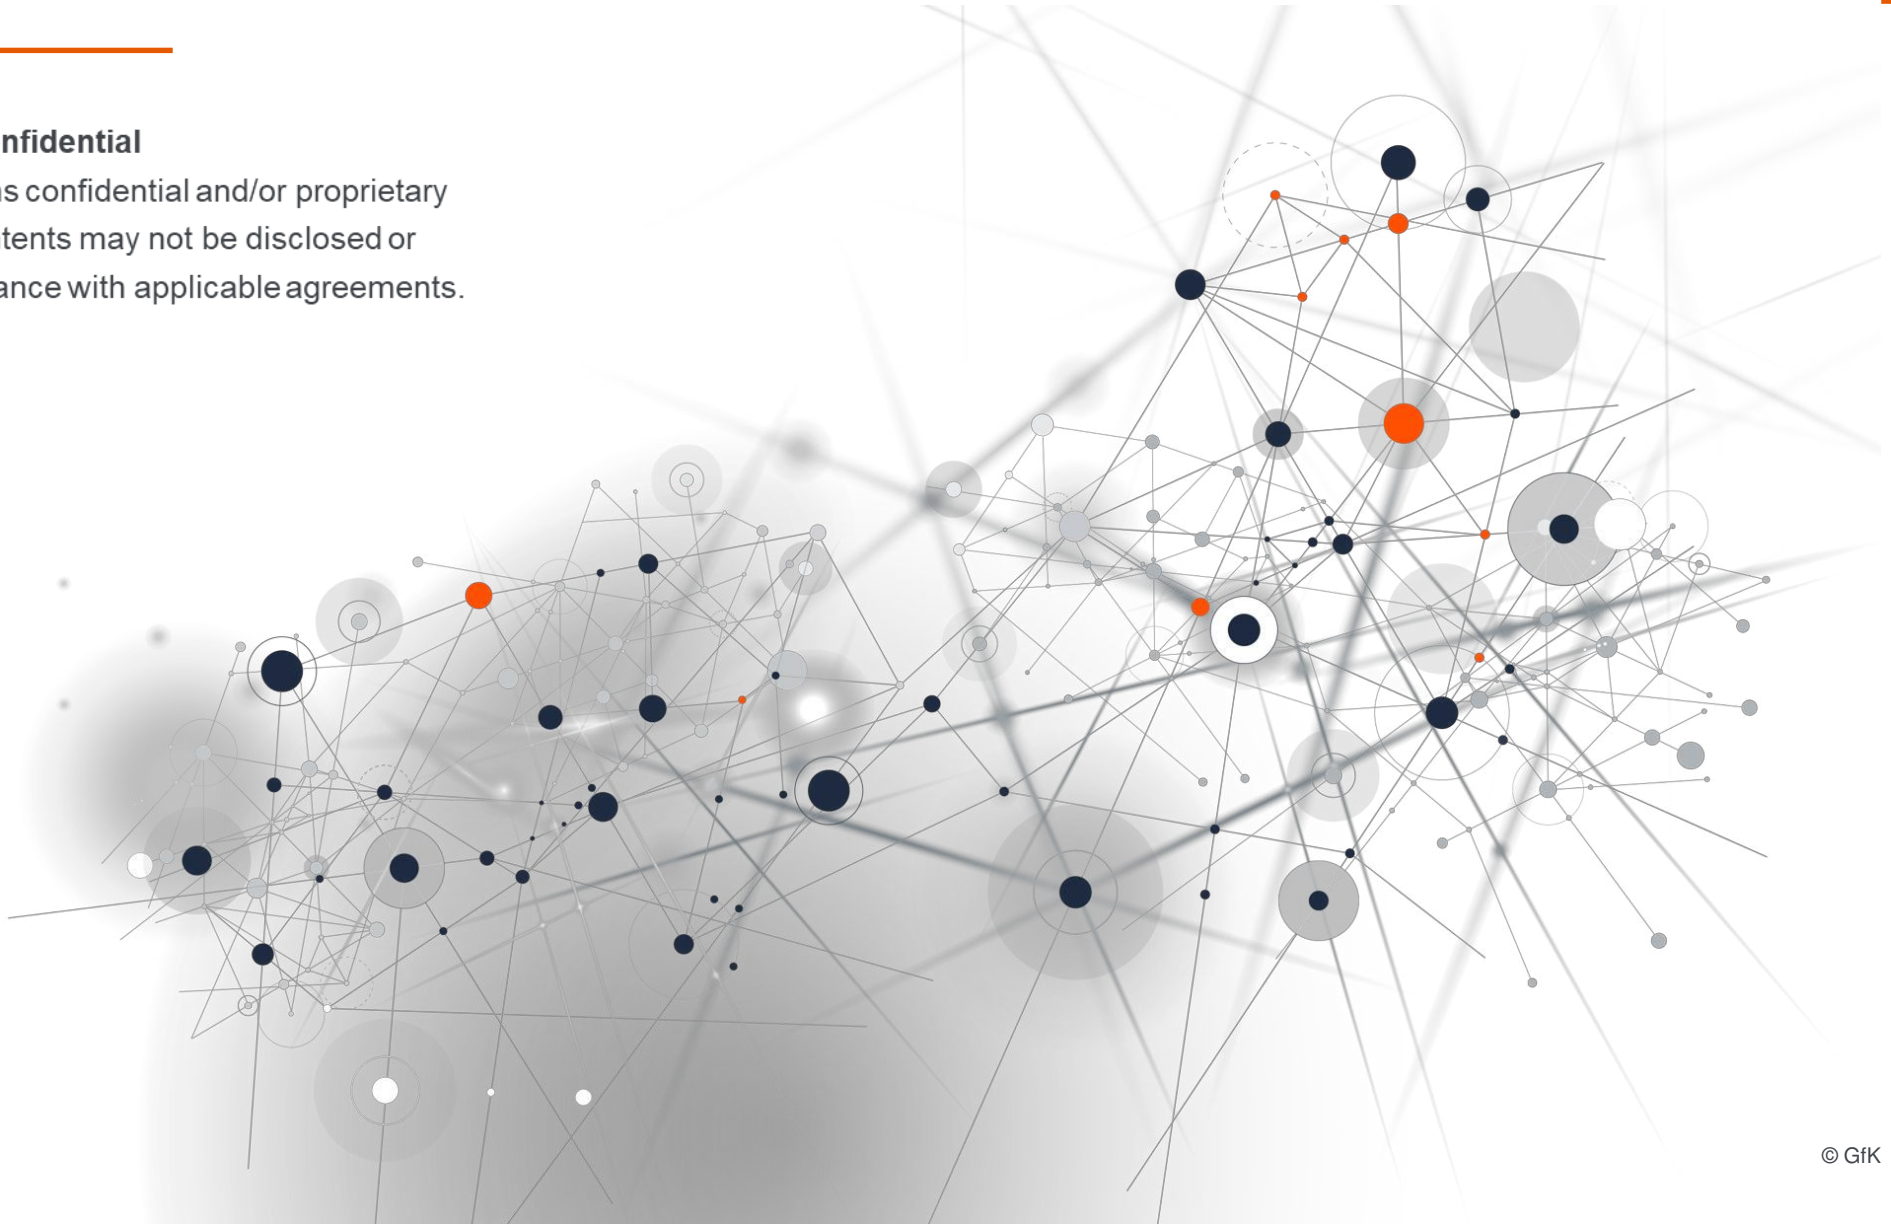 nfidential
s confidential and/or proprietary
tents may not be disclosed or
ance with applicable agreements.
© GfK